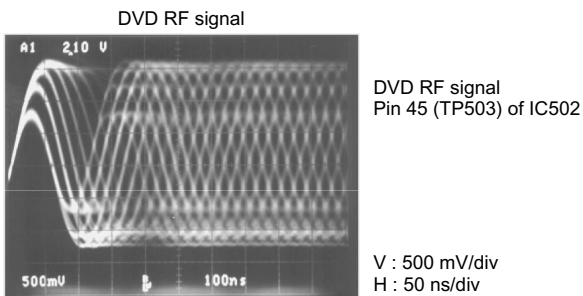 DVD RF signal
A1 2.10 V
DVD RF signal
Pin 45 (TP503) of IC502
500mV 100ns
V : 500 mV/div
H : 50 ns/div